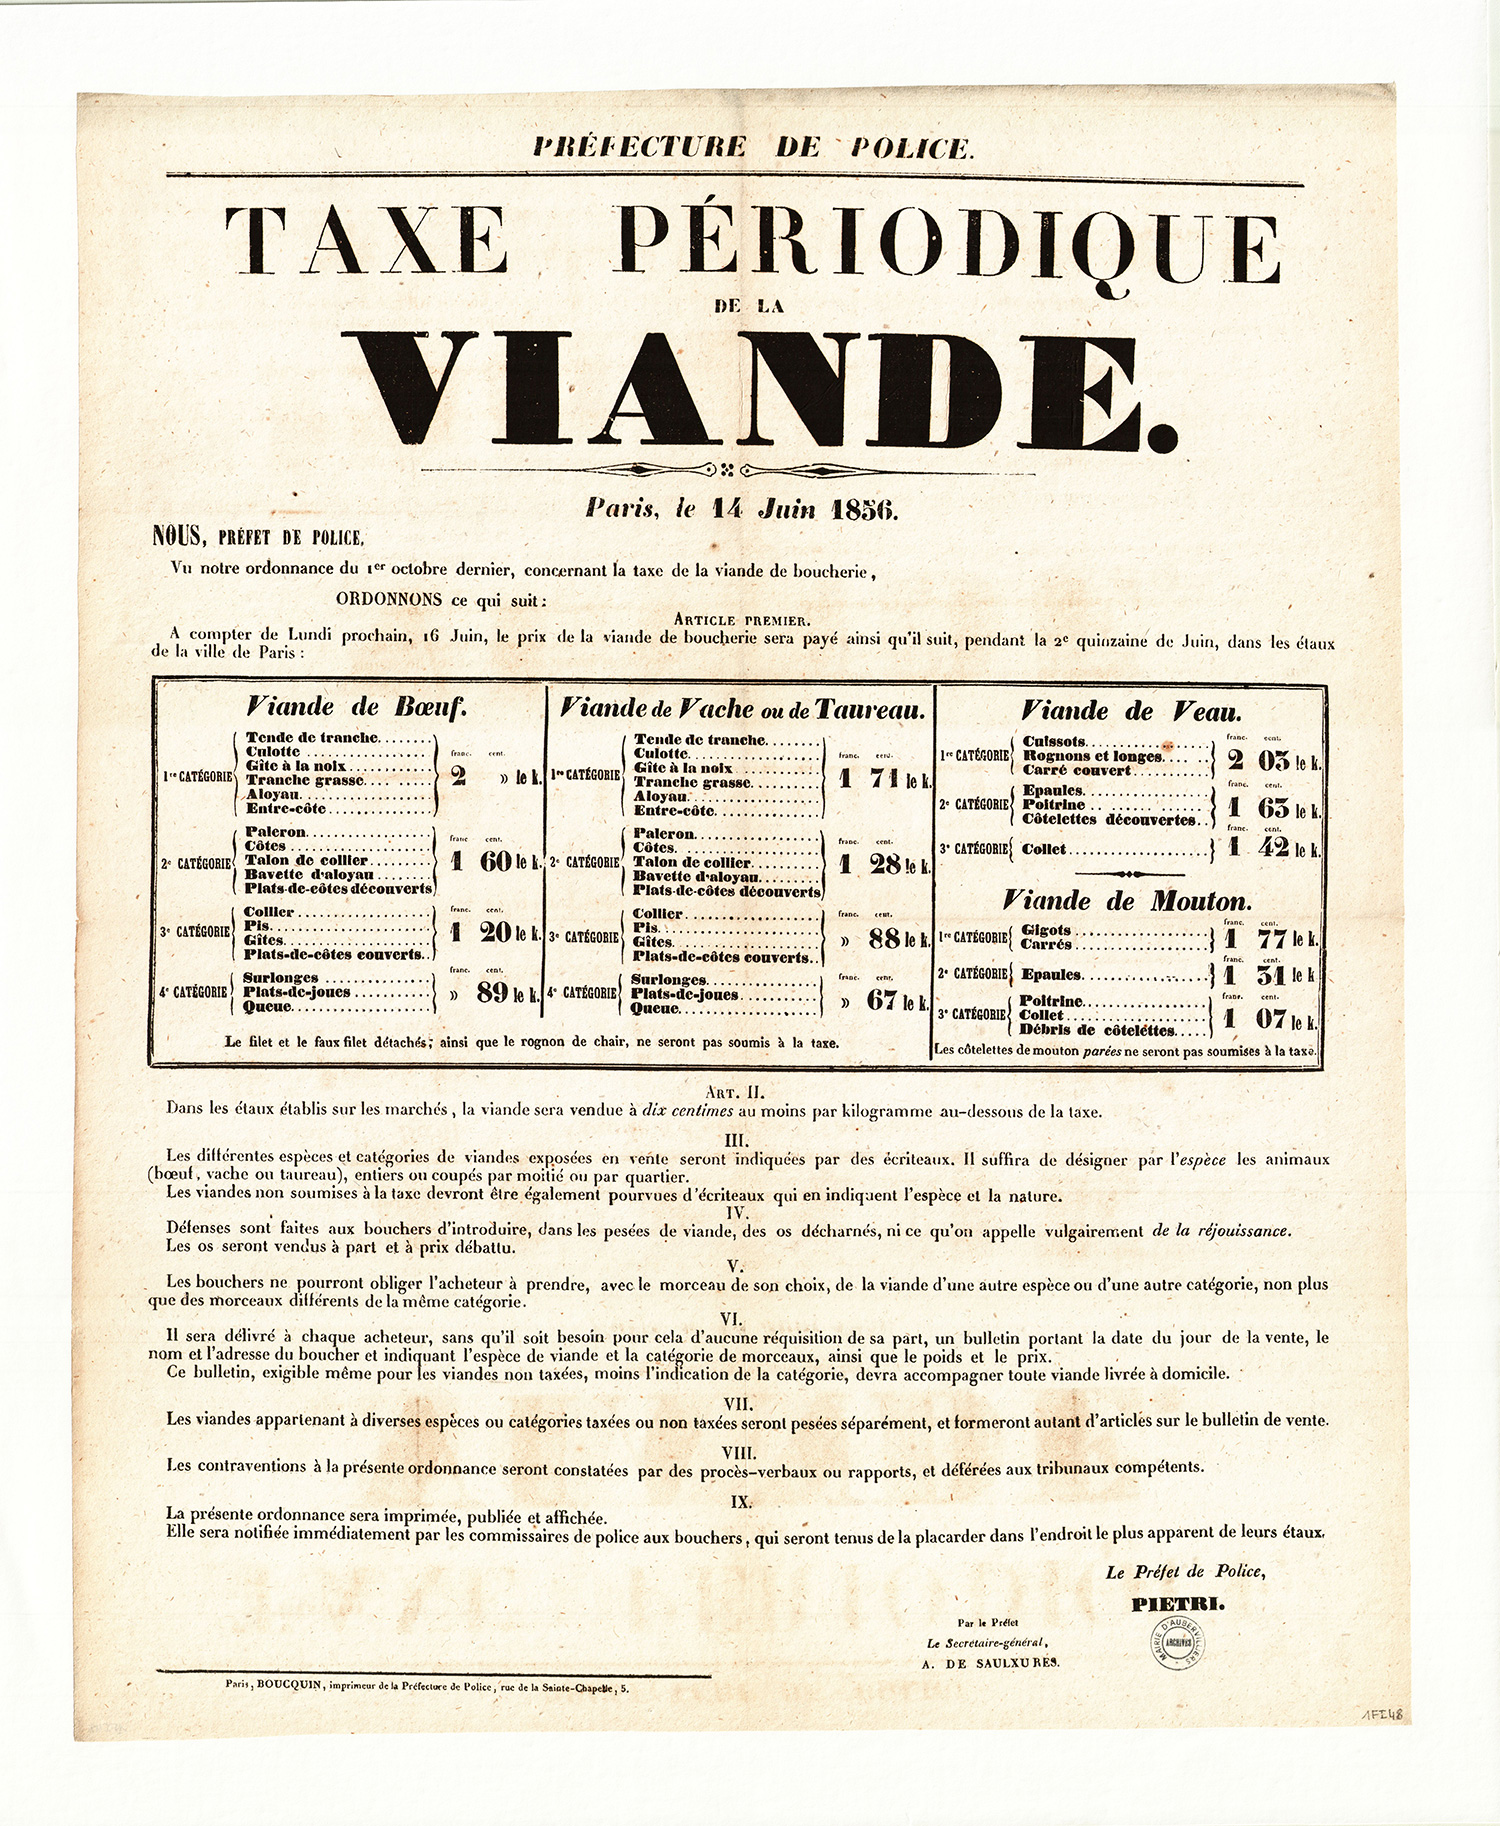 PRÉFECTURE DE POLICE.
TAXE PÉRIODIQUE
DE LA
VIANDE.
Paris, le 14 Juin 1856.
NOUS, PRÉFET DE POLICE,
Vu notre ordonnance du 1er octobre dernier, concernant la taxe de la viande de boucherie,
ORDONNONS ce qui suit:
ARTICLE PREMIER.
A compter de Lundi prochain, 16 Juin, le prix de la viande de boucherie sera payé ainsi qu'il suit, pendant la 2e quinzaine de Juin, dans les étaux
de la ville de Paris:
Viande de Bœuf.
1re CATÉGORIE
Tende de tranche
Culotte
Gîte à la noix
Tranche grasse
Aloyau
Entre-côte
franc. cent.
2 » le k.
2e CATÉGORIE
Paleron
Côtes
Talon de collier
Bavette d'aloyau
Plats-de-côtes découverts
franc. cent.
1 60 le k.
3e CATÉGORIE
Collier
Pis
Gîtes
Plats-de-côtes couverts
franc. cent.
1 20 le k.
4e CATÉGORIE
Surlonges
Plats-de-joues
Queue
franc. cent.
» 89 le k.
Viande de Vache ou de Taureau.
1re CATÉGORIE
Tende de tranche
Culotte
Gîte à la noix
Tranche grasse
Aloyau
Entre-côte
franc. cent.
1 71 le k.
2e CATÉGORIE
Paleron
Côtes
Talon de collier
Bavette d'aloyau
Plats-de-côtes découverts
franc. cent.
1 28 le k.
3e CATÉGORIE
Collier
Pis
Gîtes
Plats-de-côtes couverts
franc. cent.
» 88 le k.
4e CATÉGORIE
Surlonges
Plats-de-joues
Queue
franc. cent.
» 67 le k.
Le filet et le faux filet détachés; ainsi que le rognon de chair, ne seront pas soumis à la taxe.
Viande de Veau.
1re CATÉGORIE
Cuissots
Rognons et longes
Carré couvert
franc. cent.
2 03 le k.
2e CATÉGORIE
Epaules
Poitrine
Côtelettes découvertes
franc. cent.
1 63 le k.
3e CATÉGORIE
Collet
franc. cent.
1 42 le k.
Viande de Mouton.
1re CATÉGORIE
Gigots
Carrés
franc. cent.
1 77 le k.
2e CATÉGORIE
Epaules
franc. cent.
1 31 le k
3e CATÉGORIE
Poitrine
Collet
Débris de côtelettes
franc. cent.
1 07 le k.
Les côtelettes de mouton parées ne seront pas soumises à la taxe.
ART. II.
Dans les étaux établis sur les marchés, la viande sera vendue à dix centimes au moins par kilogramme au-dessous de la taxe.
III.
Les différentes espèces et catégories de viandes exposées en vente seront indiquées par des écriteaux. Il suffira de désigner par l'espèce les animaux
(bœuf, vache ou taureau), entiers ou coupés par moitié ou par quartier.
Les viandes non soumises à la taxe devront être également pourvues d'écriteaux qui en indiquent l'espèce et la nature.
IV.
Défenses sont faites aux bouchers d'introduire, dans les pesées de viande, des os décharnés, ni ce qu'on appelle vulgairement de la réjouissance.
Les os seront vendus à part et à prix débattu.
V.
Les bouchers ne pourront obliger l'acheteur à prendre, avec le morceau de son choix, de la viande d'une autre espèce ou d'une autre catégorie, non plus
que des morceaux différents de la même catégorie.
VI.
Il sera délivré à chaque acheteur, sans qu'il soit besoin pour cela d'aucune réquisition de sa part, un bulletin portant la date du jour de la vente, le
nom et l'adresse du boucher et indiquant l'espèce de viande et la catégorie de morceaux, ainsi que le poids et le prix.
Ce bulletin, exigible même pour les viandes non taxées, moins l'indication de la catégorie, devra accompagner toute viande livrée à domicile.
VII.
Les viandes appartenant à diverses espèces ou catégories taxées ou non taxées seront pesées séparément, et formeront autant d'articles sur le bulletin de vente.
VIII.
Les contraventions à la présente ordonnance seront constatées par des procès-verbaux ou rapports, et déférées aux tribunaux compétents.
IX.
La présente ordonnance sera imprimée, publiée et affichée.
Elle sera notifiée immédiatement par les commissaires de police aux bouchers, qui seront tenus de la placarder dans l'endroit le plus apparent de leurs étaux.
Le Préfet de Police,
PIETRI.
Par le Préfet
Le Secrétaire-général,
A. DE SAULXURES.
MAIRIE D'AUBERVILLIERS
ARCHIVES
Paris, BOUCQUIN, imprimeur de la Préfecture de Police, rue de la Sainte-Chapelle, 5.
1FI48